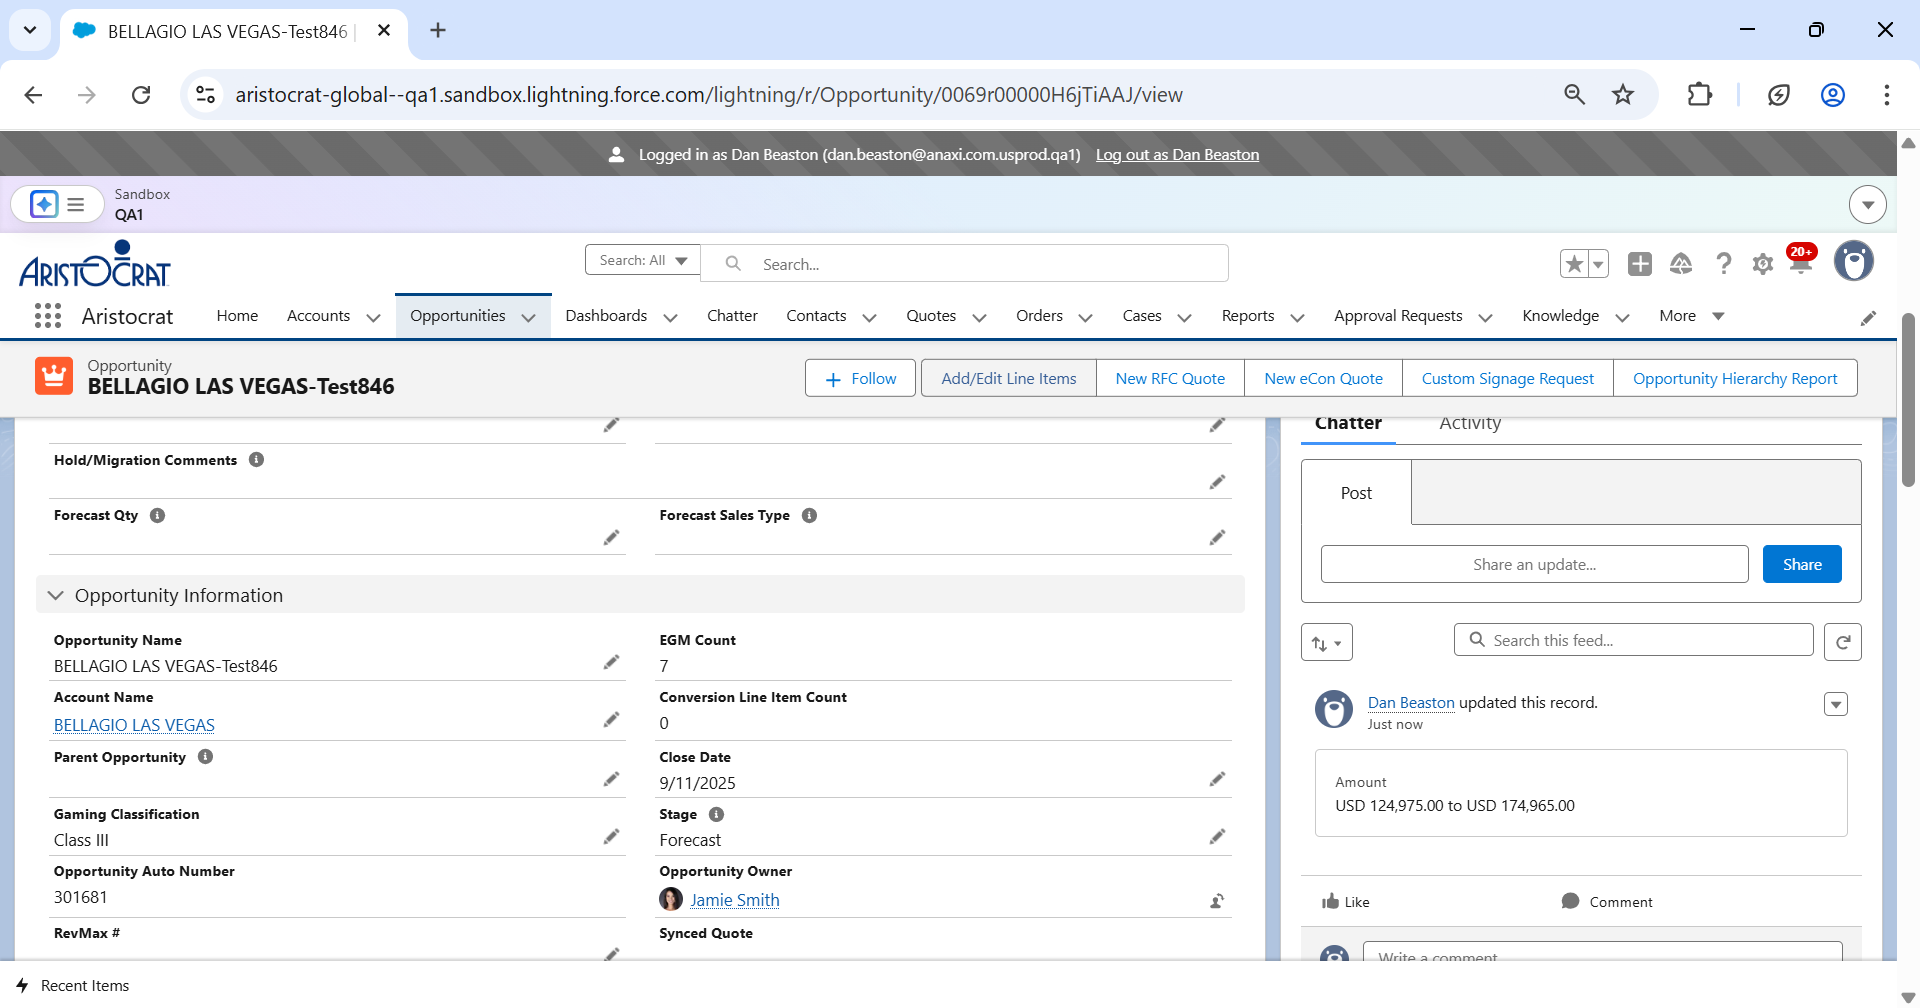 BELLAGIO LAS VEGAS-Test846 |
aristocrat-global--qa1.sandbox.lightning.force.com/lightning/r/Opportunity/0069r00000H6jTiAAJ/view
Logged in as Dan Beaston (dan.beaston@anaxi.com.usprod.qa1) Log out as Dan Beaston
Sandbox
QA1
ARISTOCRAT
Search: All
Search...
20+
Aristocrat
Home Accounts Opportunities Dashboards Chatter Contacts Quotes Orders Cases Reports Approval Requests Knowledge More
Opportunity
BELLAGIO LAS VEGAS-Test846
Follow
Add/Edit Line Items
New RFC Quote
New eCon Quote
Custom Signage Request
Opportunity Hierarchy Report
Hold/Migration Comments
Forecast Qty
Forecast Sales Type
Opportunity Information
Opportunity Name
BELLAGIO LAS VEGAS-Test846
EGM Count
7
Account Name
BELLAGIO LAS VEGAS
Conversion Line Item Count
0
Parent Opportunity
Close Date
9/11/2025
Gaming Classification
Class III
Stage
Forecast
Opportunity Auto Number
301681
Opportunity Owner
Jamie Smith
RevMax #
Synced Quote
Chatter
Activity
Post
Share an update...
Share
Search this feed...
Dan Beaston updated this record.
Just now
Amount
USD 124,975.00 to USD 174,965.00
Like
Comment
Write a comment
Recent Items